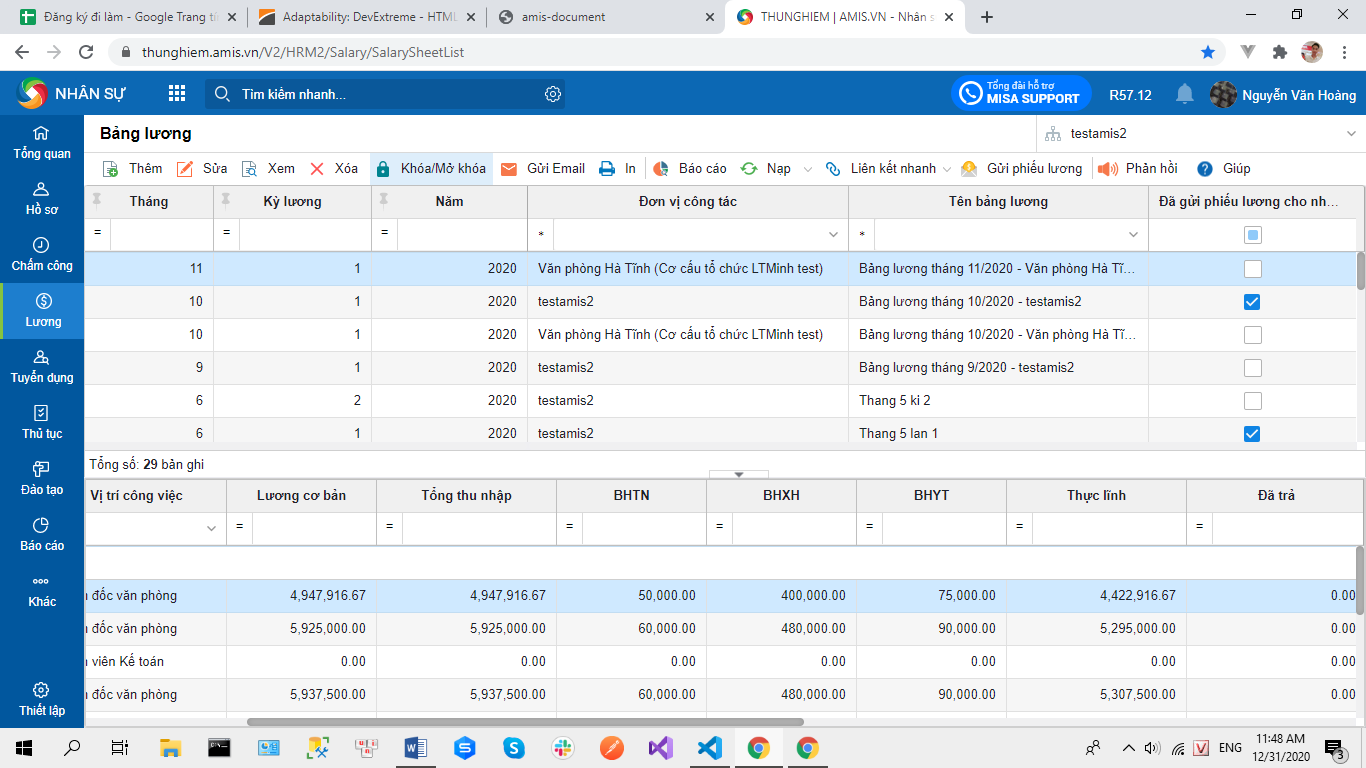 Đăng ký đi làm - Google Trang tín
Adaptability: DevExtreme - HTML
amis-document
THUNGHIEM | AMIS.VN - Nhân s
thunghiem.amis.vn/V2/HRM2/Salary/SalarySheetList
NHÂN SỰ
Tìm kiếm nhanh...
Tổng đài hỗ trợ
MISA SUPPORT
R57.12
Nguyễn Văn Hoàng
Tổng quan
Hồ sơ
Chấm công
Lương
Tuyển dụng
Thủ tục
Đào tạo
Báo cáo
Khác
Thiết lập
Bảng lương
testamis2
Thêm Sửa Xem Xóa Khóa/Mở khóa Gửi Email In Báo cáo Nạp Liên kết nhanh Gửi phiếu lương Phản hồi Giúp
Tháng Kỳ lương Năm Đơn vị công tác Tên bảng lương Đã gửi phiếu lương cho nh...
= = = * *
11 1 2020 Văn phòng Hà Tĩnh (Cơ cấu tổ chức LTMinh test) Bảng lương tháng 11/2020 - Văn phòng Hà Tĩ...
10 1 2020 testamis2 Bảng lương tháng 10/2020 - testamis2
10 1 2020 Văn phòng Hà Tĩnh (Cơ cấu tổ chức LTMinh test) Bảng lương tháng 10/2020 - Văn phòng Hà Tĩ...
9 1 2020 testamis2 Bảng lương tháng 9/2020 - testamis2
6 2 2020 testamis2 Thang 5 ki 2
6 1 2020 testamis2 Thang 5 lan 1
Tổng số: 29 bản ghi
Vị trí công việc Lương cơ bản Tổng thu nhập BHTN BHXH BHYT Thực lĩnh Đã trả
= = = = = = =
đốc văn phòng 4,947,916.67 4,947,916.67 50,000.00 400,000.00 75,000.00 4,422,916.67 0.00
đốc văn phòng 5,925,000.00 5,925,000.00 60,000.00 480,000.00 90,000.00 5,295,000.00 0.00
viên Kế toán 0.00 0.00 0.00 0.00 0.00 0.00 0.00
đốc văn phòng 5,937,500.00 5,937,500.00 60,000.00 480,000.00 90,000.00 5,307,500.00 0.00
ENG
11:48 AM
12/31/2020
3